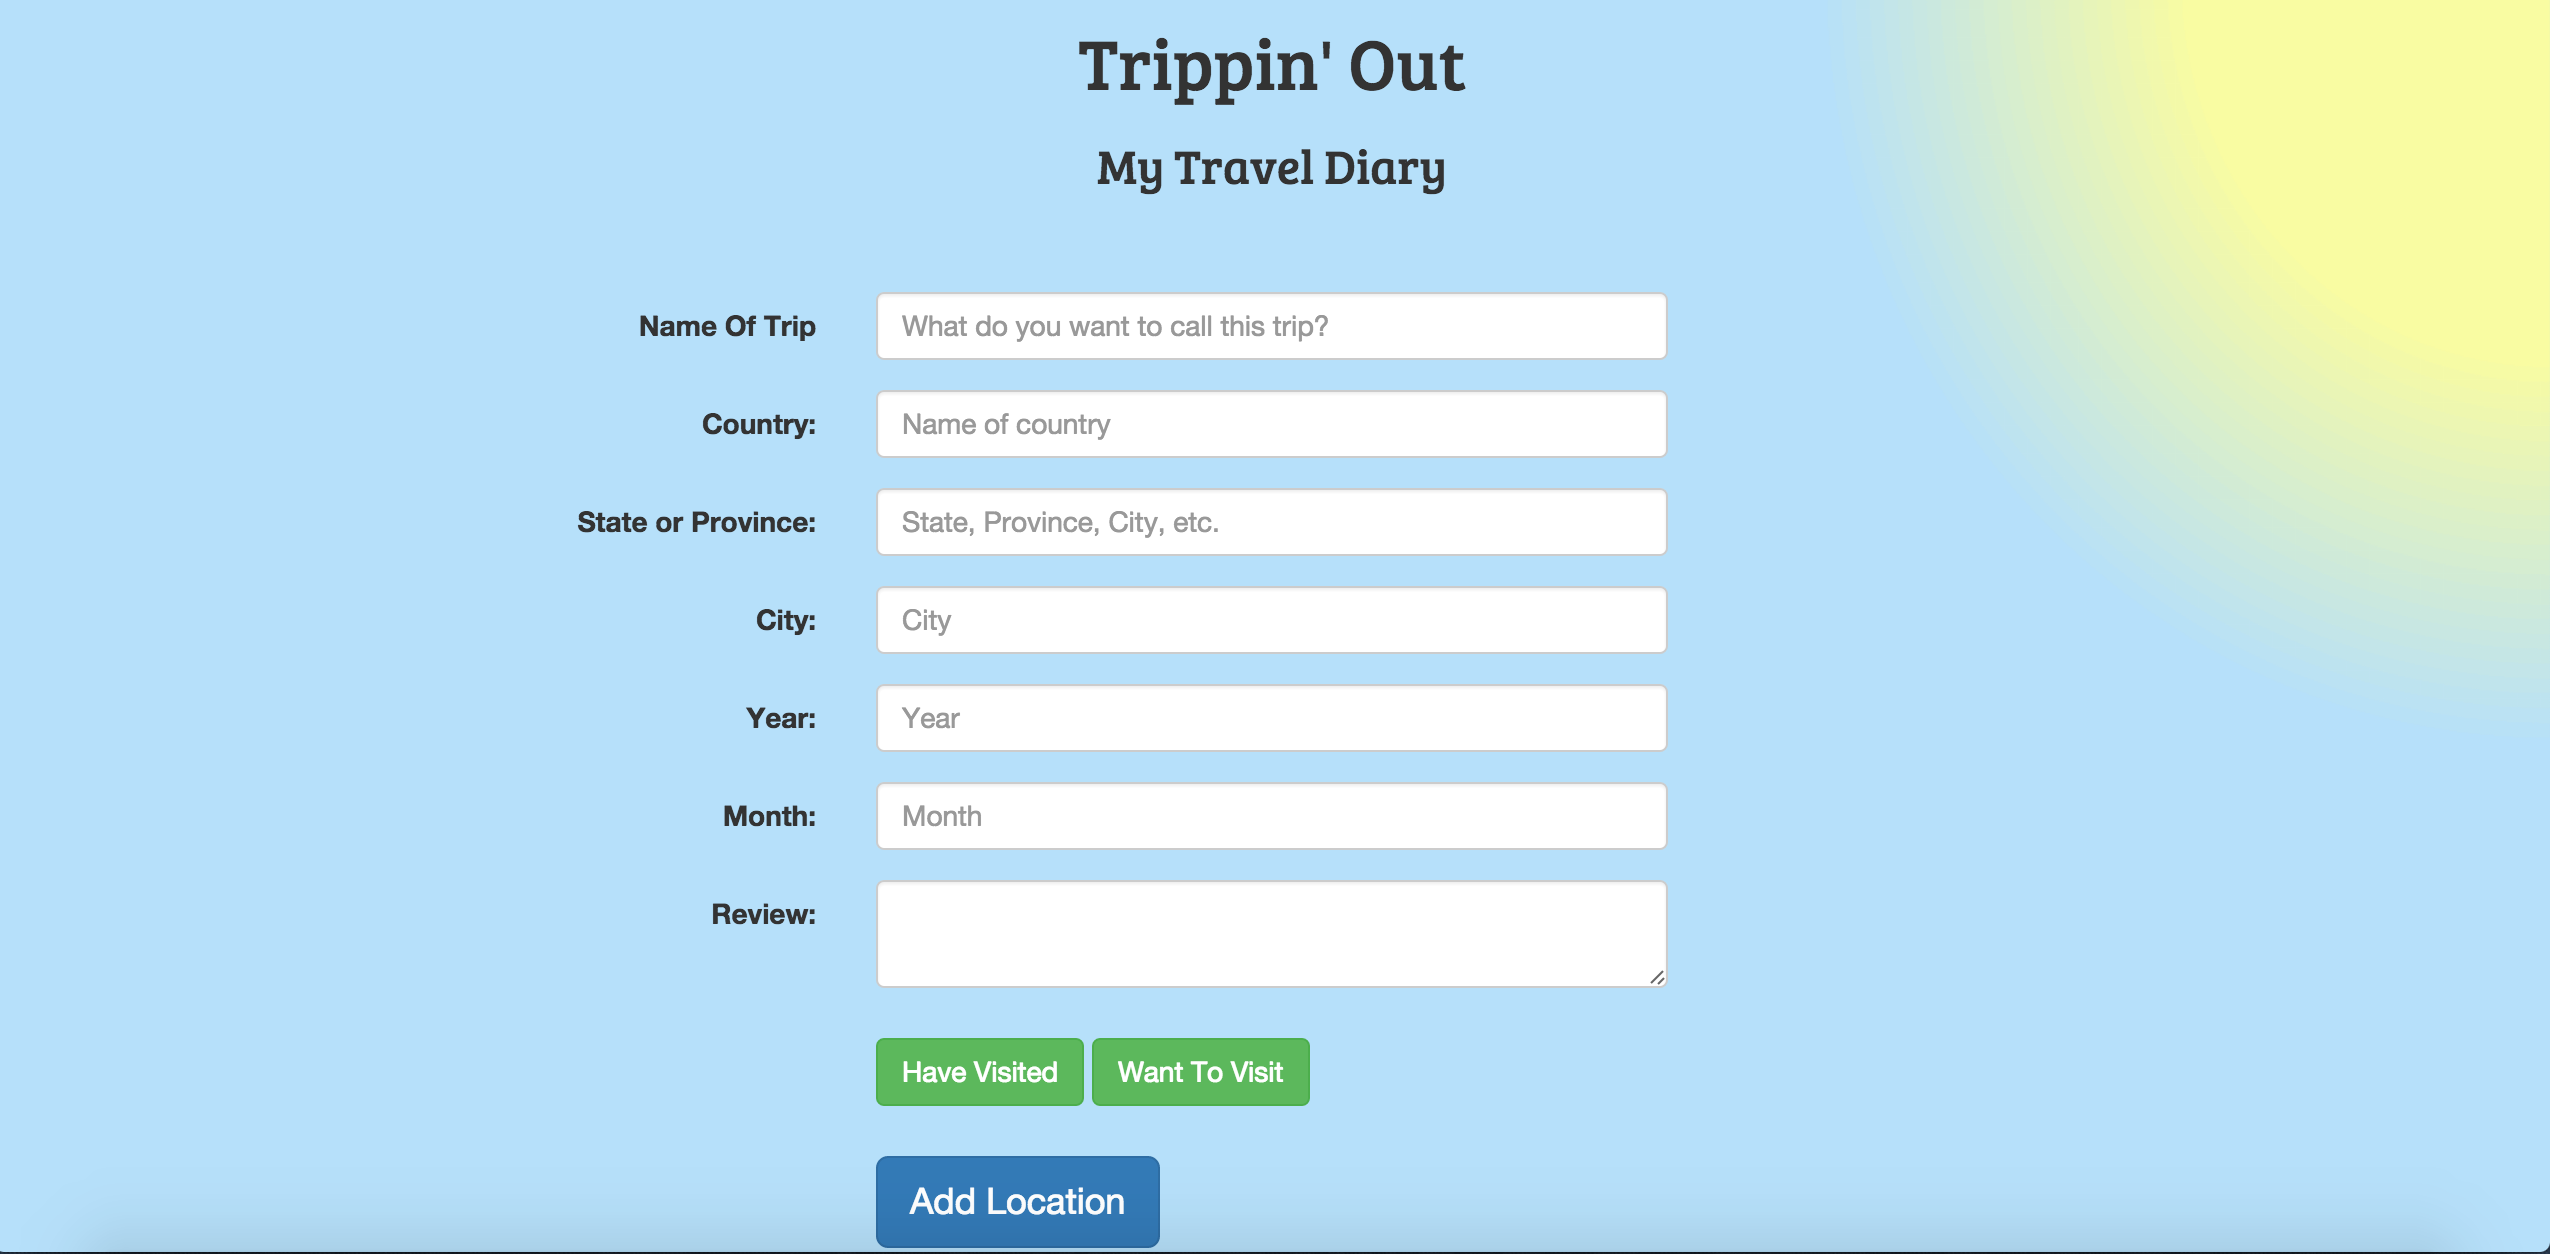 Trippin' Out
My Travel Diary
Name Of Trip
What do you want to call this trip?
Country:
Name of country
State or Province:
State, Province, City, etc.
City:
City
Year:
Year
Month:
Month
Review:
Have Visited Want To Visit
Add Location